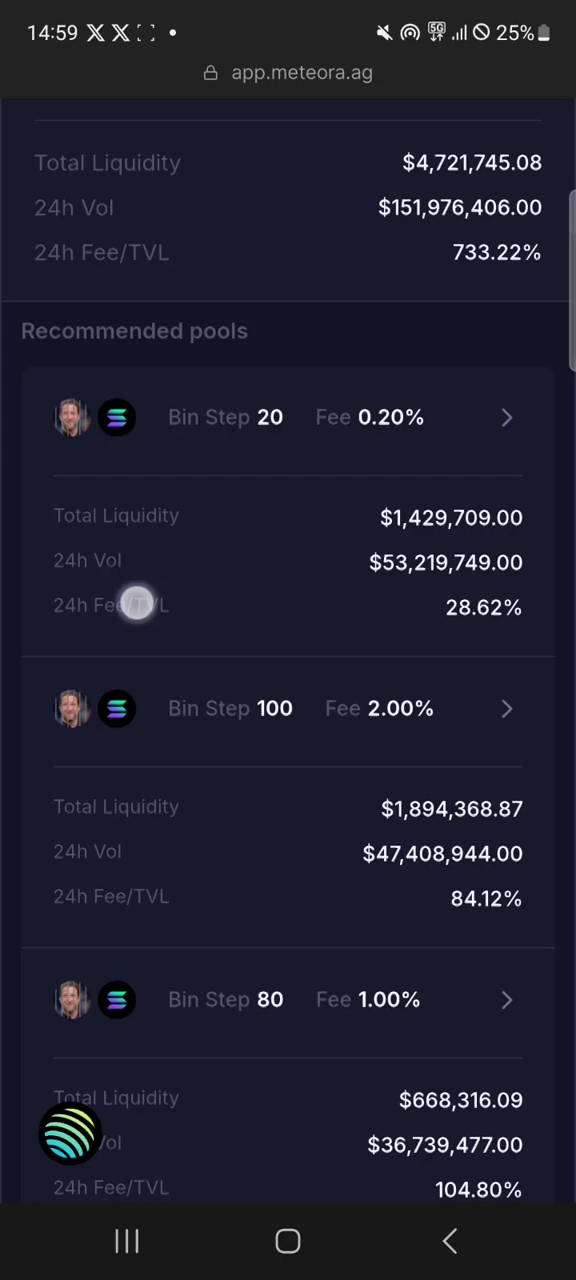 14:59 25%
app.meteora.ag
Total Liquidity $4,721,745.08
24h Vol $151,976,406.00
24h Fee/TVL 733.22%
Recommended pools
Bin Step 20 Fee 0.20%
Total Liquidity $1,429,709.00
24h Vol $53,219,749.00
24h Fee/TVL 28.62%
Bin Step 100 Fee 2.00%
Total Liquidity $1,894,368.87
24h Vol $47,408,944.00
24h Fee/TVL 84.12%
Bin Step 80 Fee 1.00%
Total Liquidity $668,316.09
Vol $36,739,477.00
24h Fee/TVL 104.80%